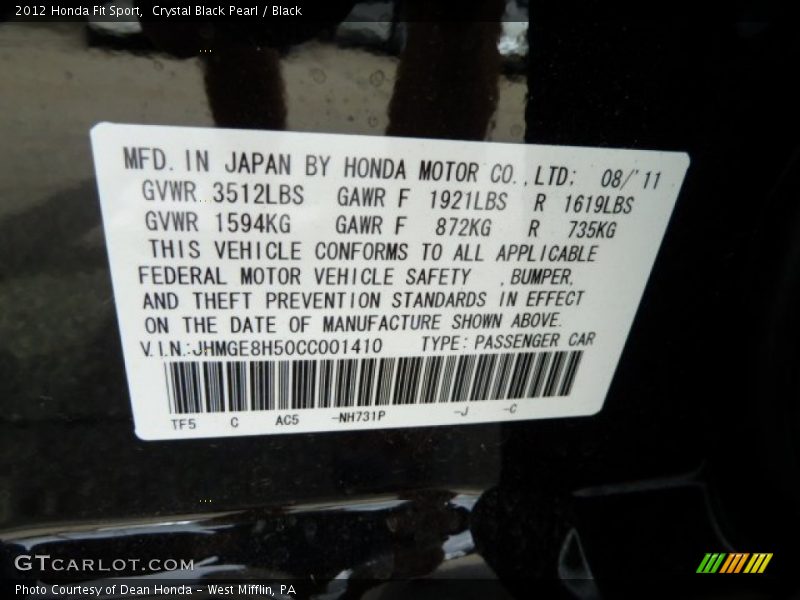 2012 Honda Fit Sport,  Crystal Black Pearl / Black
MFD. IN JAPAN BY HONDA MOTOR CO., LTD: 08/'11
GVWR 3512LBS GAWR F 1921LBS R 1619LBS
GVWR 1594KG GAWR F 872KG R 735KG
THIS VEHICLE CONFORMS TO ALL APPLICABLE
FEDERAL MOTOR VEHICLE SAFETY , BUMPER,
AND THEFT PREVENTION STANDARDS IN EFFECT
ON THE DATE OF MANUFACTURE SHOWN ABOVE.
V.I.N.:JHMGE8H50CC001410 TYPE: PASSENGER CAR
TF5 C AC5 -NH731P -J -C
GTCARLOT.COM
Photo Courtesy of Dean Honda - West Mifflin, PA